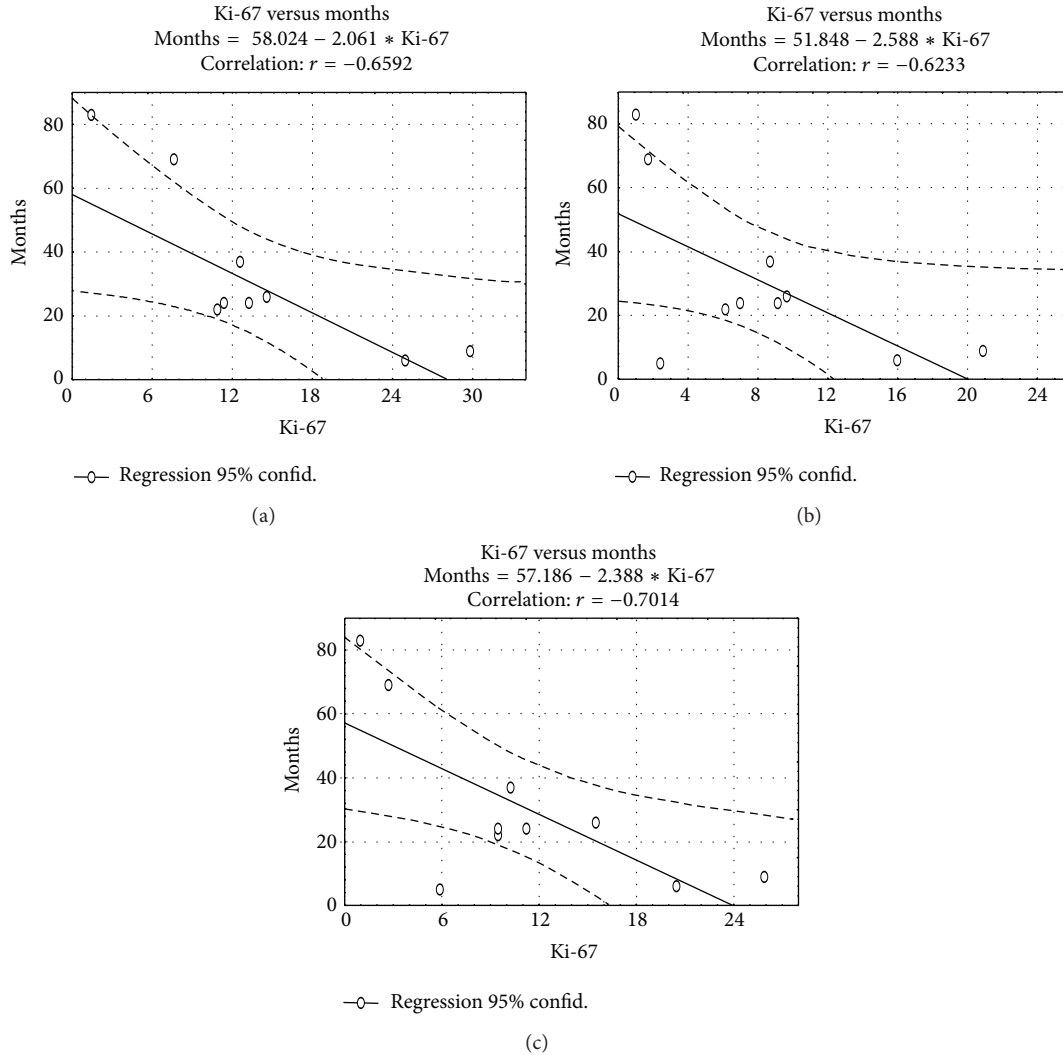 Ki-67 versus months
Months = 58.024 − 2.061 ∗ Ki-67
Correlation: r = −0.6592
80
60
40
20
0
Months
0 6 12 18 24 30
Ki-67
Regression 95% confid.
(a)
Ki-67 versus months
Months = 51.848 − 2.588 ∗ Ki-67
Correlation: r = −0.6233
80
60
40
20
0
Months
0 4 8 12 16 20 24
Ki-67
Regression 95% confid.
(b)
Ki-67 versus months
Months = 57.186 − 2.388 ∗ Ki-67
Correlation: r = −0.7014
80
60
40
20
0
Months
0 6 12 18 24
Ki-67
Regression 95% confid.
(c)